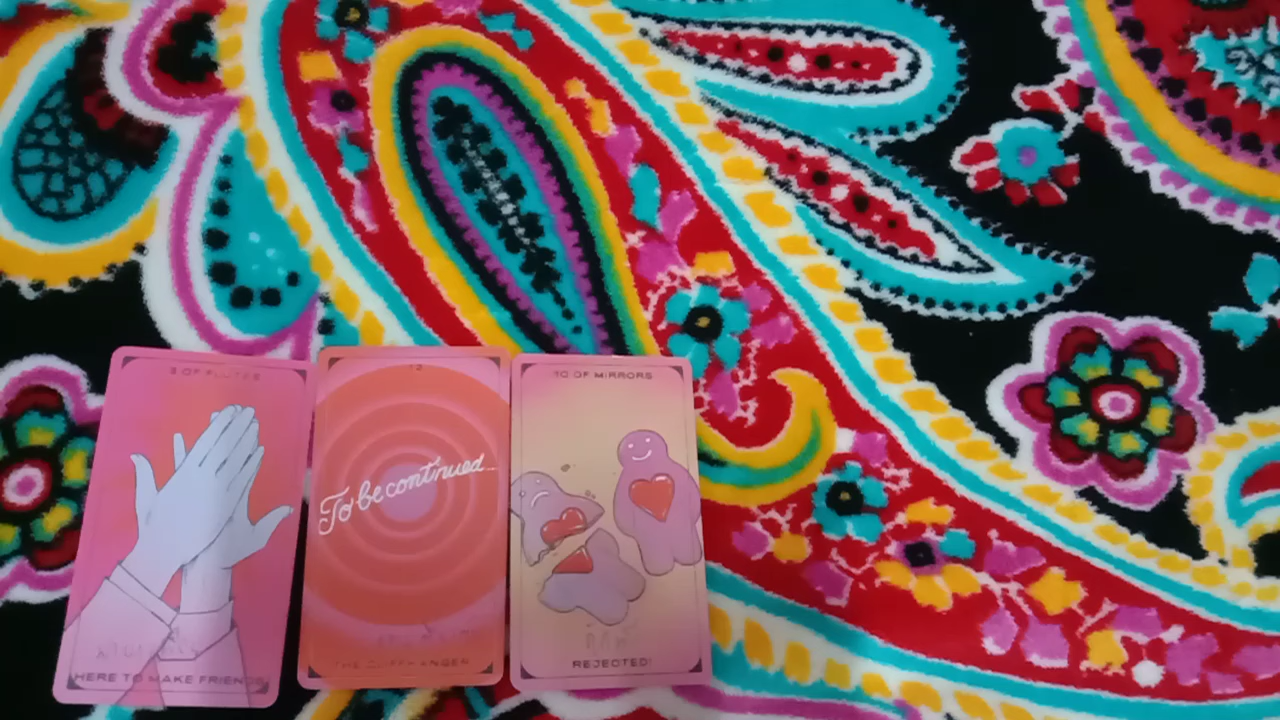 OF FLUTES
HERE TO MAKE FRIENDS
To be continued...
THE CLIFFHANGER
10 OF MIRRORS
REJECTED!